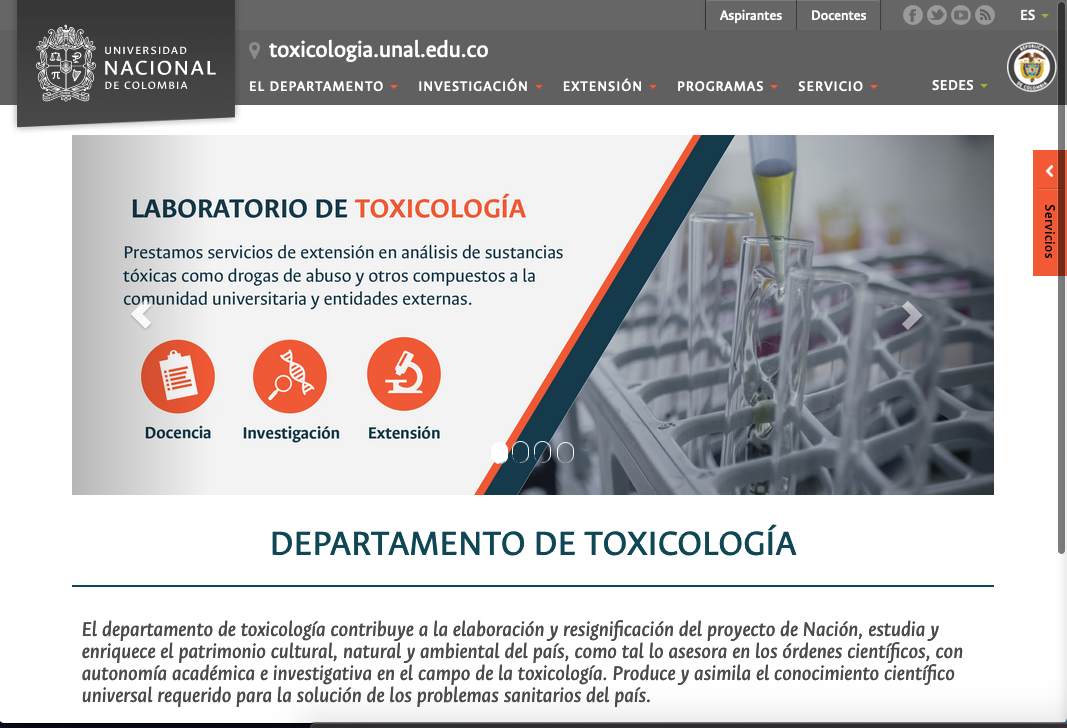 Aspirantes
Docentes
ES
UNIVERSIDAD
NACIONAL
DE COLOMBIA
toxicologia.unal.edu.co
EL DEPARTAMENTO
INVESTIGACIÓN
EXTENSIÓN
PROGRAMAS
SERVICIO
SEDES
LABORATORIO DE TOXICOLOGÍA
Prestamos servicios de extensión en análisis de sustancias
tóxicas como drogas de abuso y otros compuestos a la
comunidad universitaria y entidades externas.
Docencia
Investigación
Extensión
Servicios
DEPARTAMENTO DE TOXICOLOGÍA
El departamento de toxicología contribuye a la elaboración y resignificación del proyecto de Nación, estudia y
enriquece el patrimonio cultural, natural y ambiental del país, como tal lo asesora en los órdenes científicos, con
autonomía académica e investigativa en el campo de la toxicología. Produce y asimila el conocimiento científico
universal requerido para la solución de los problemas sanitarios del país.